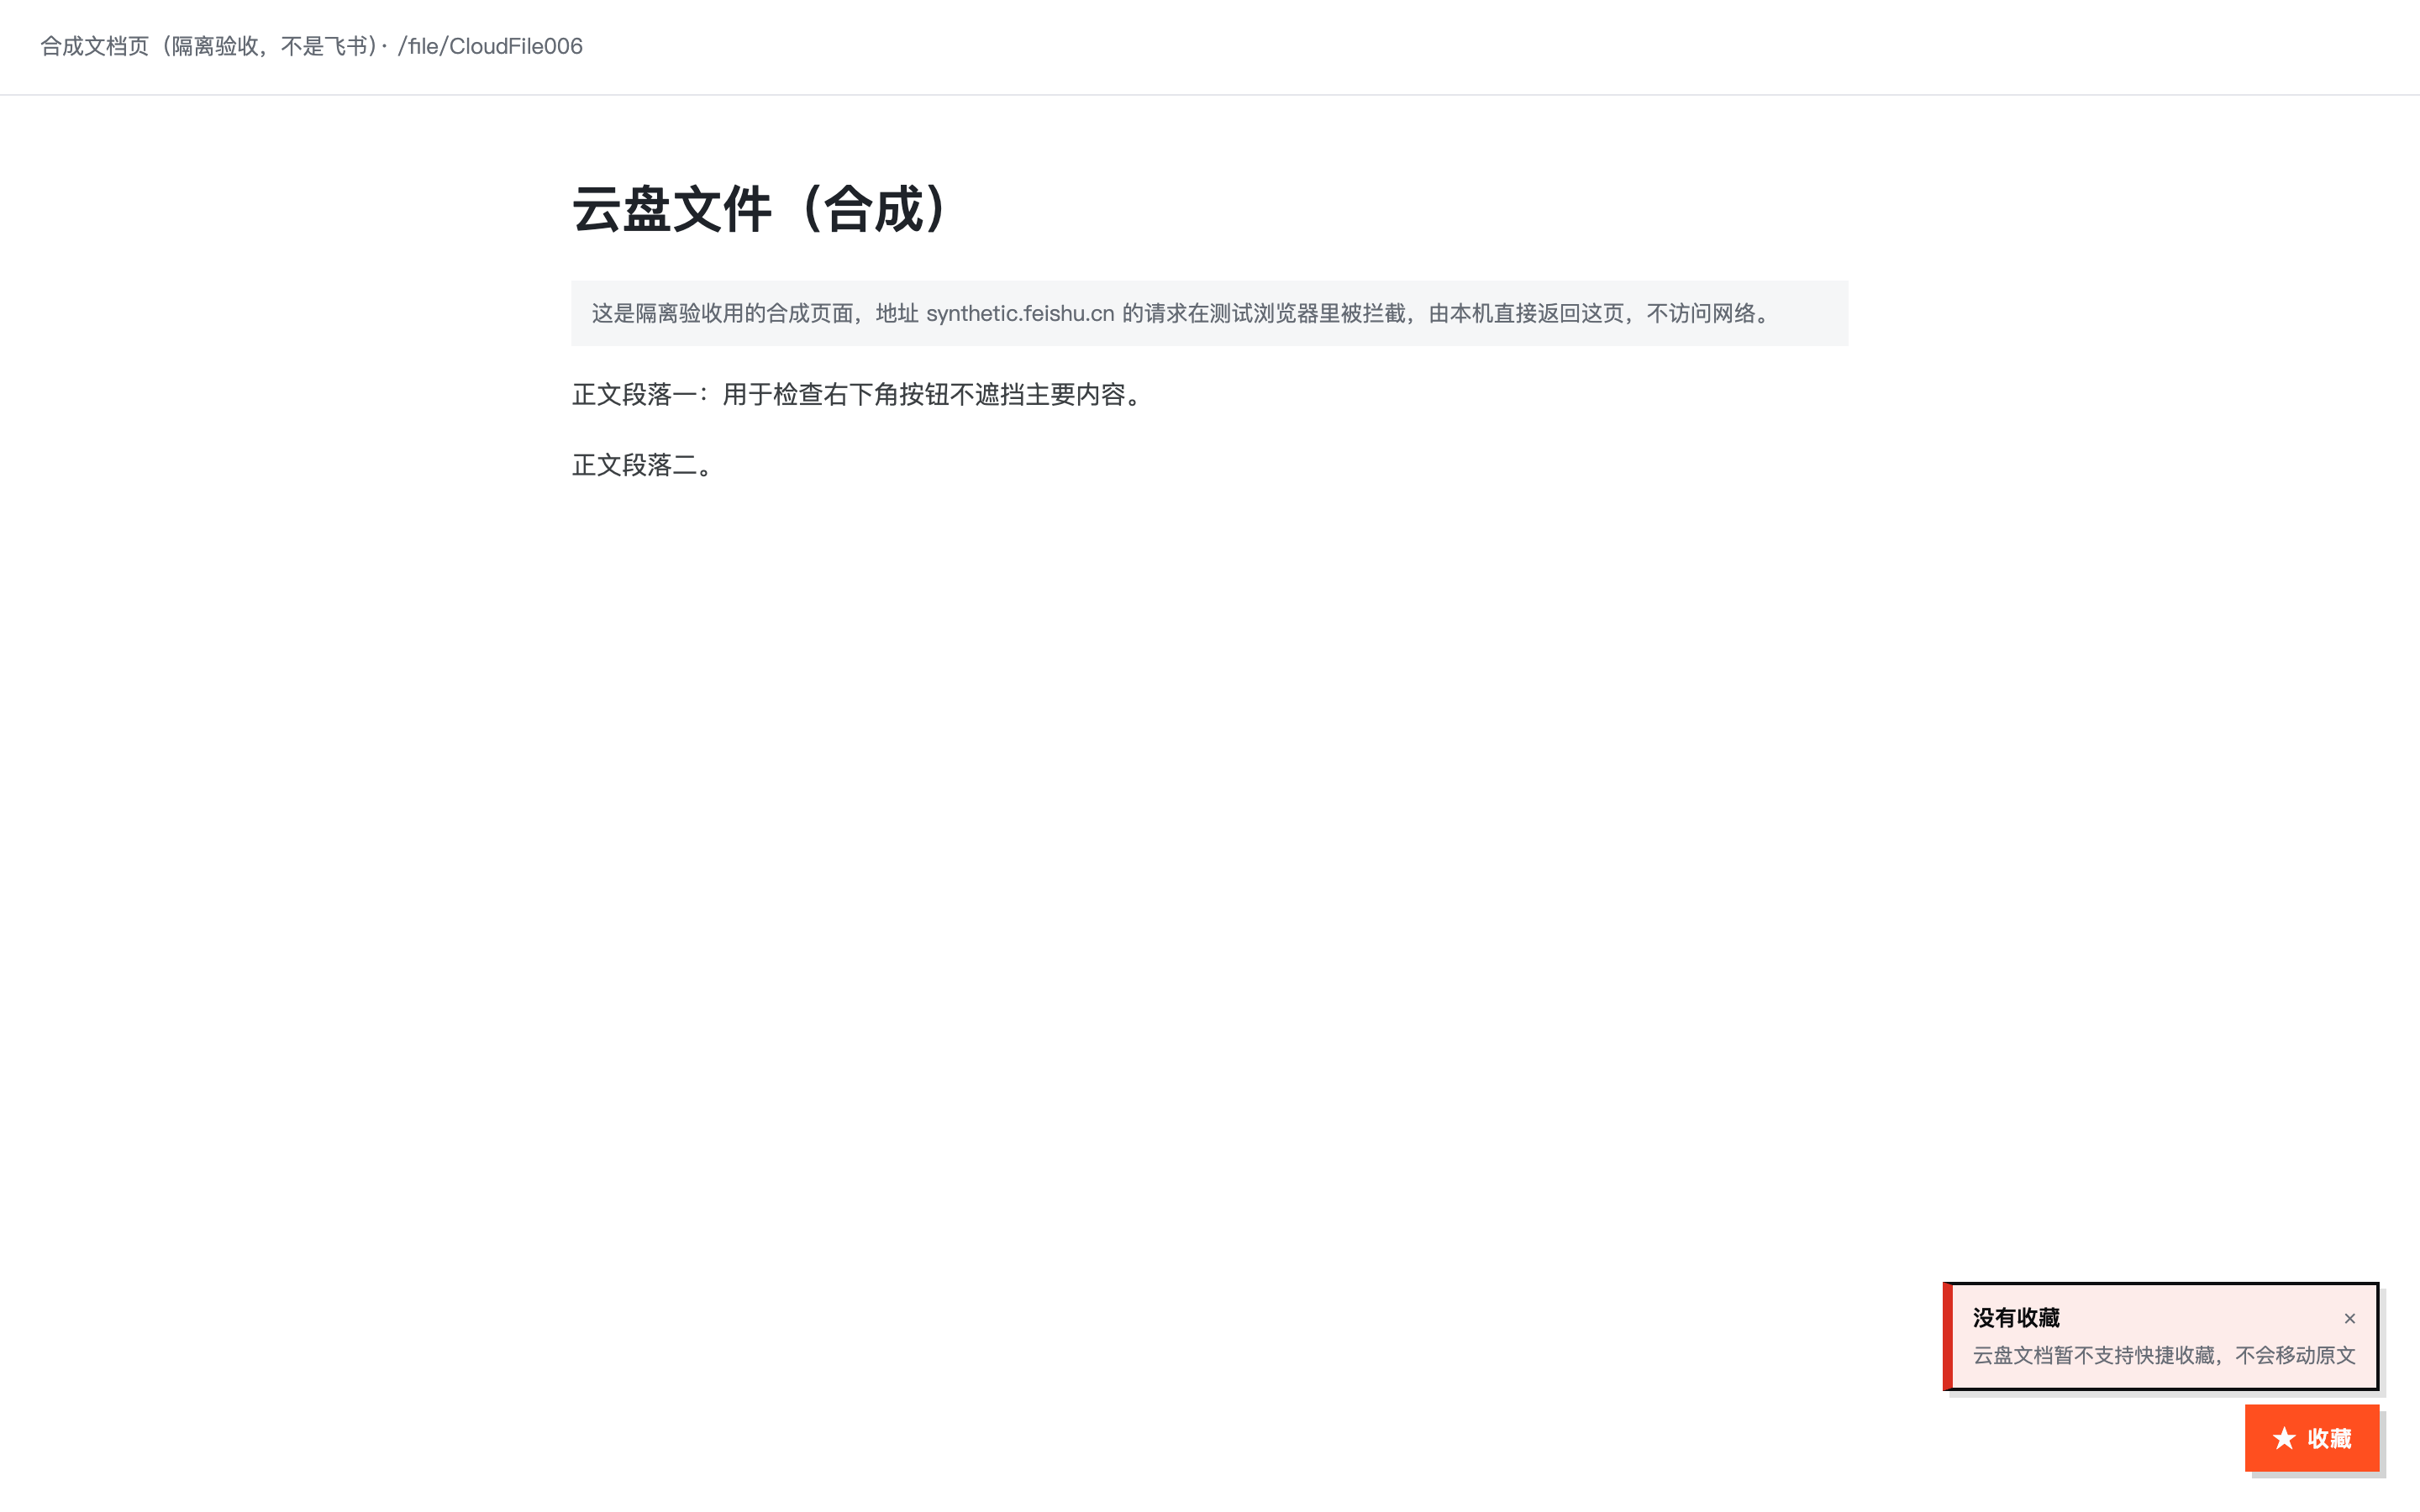 合成文档页（隔离验收，不是飞书）· /file/CloudFile006
云盘文件（合成）
这是隔离验收用的合成页面，地址 synthetic.feishu.cn 的请求在测试浏览器里被拦截，由本机直接返回这页，不访问网络。
正文段落一：用于检查右下角按钮不遮挡主要内容。
正文段落二。
没有收藏 ×
云盘文档暂不支持快捷收藏，不会移动原文
★ 收藏